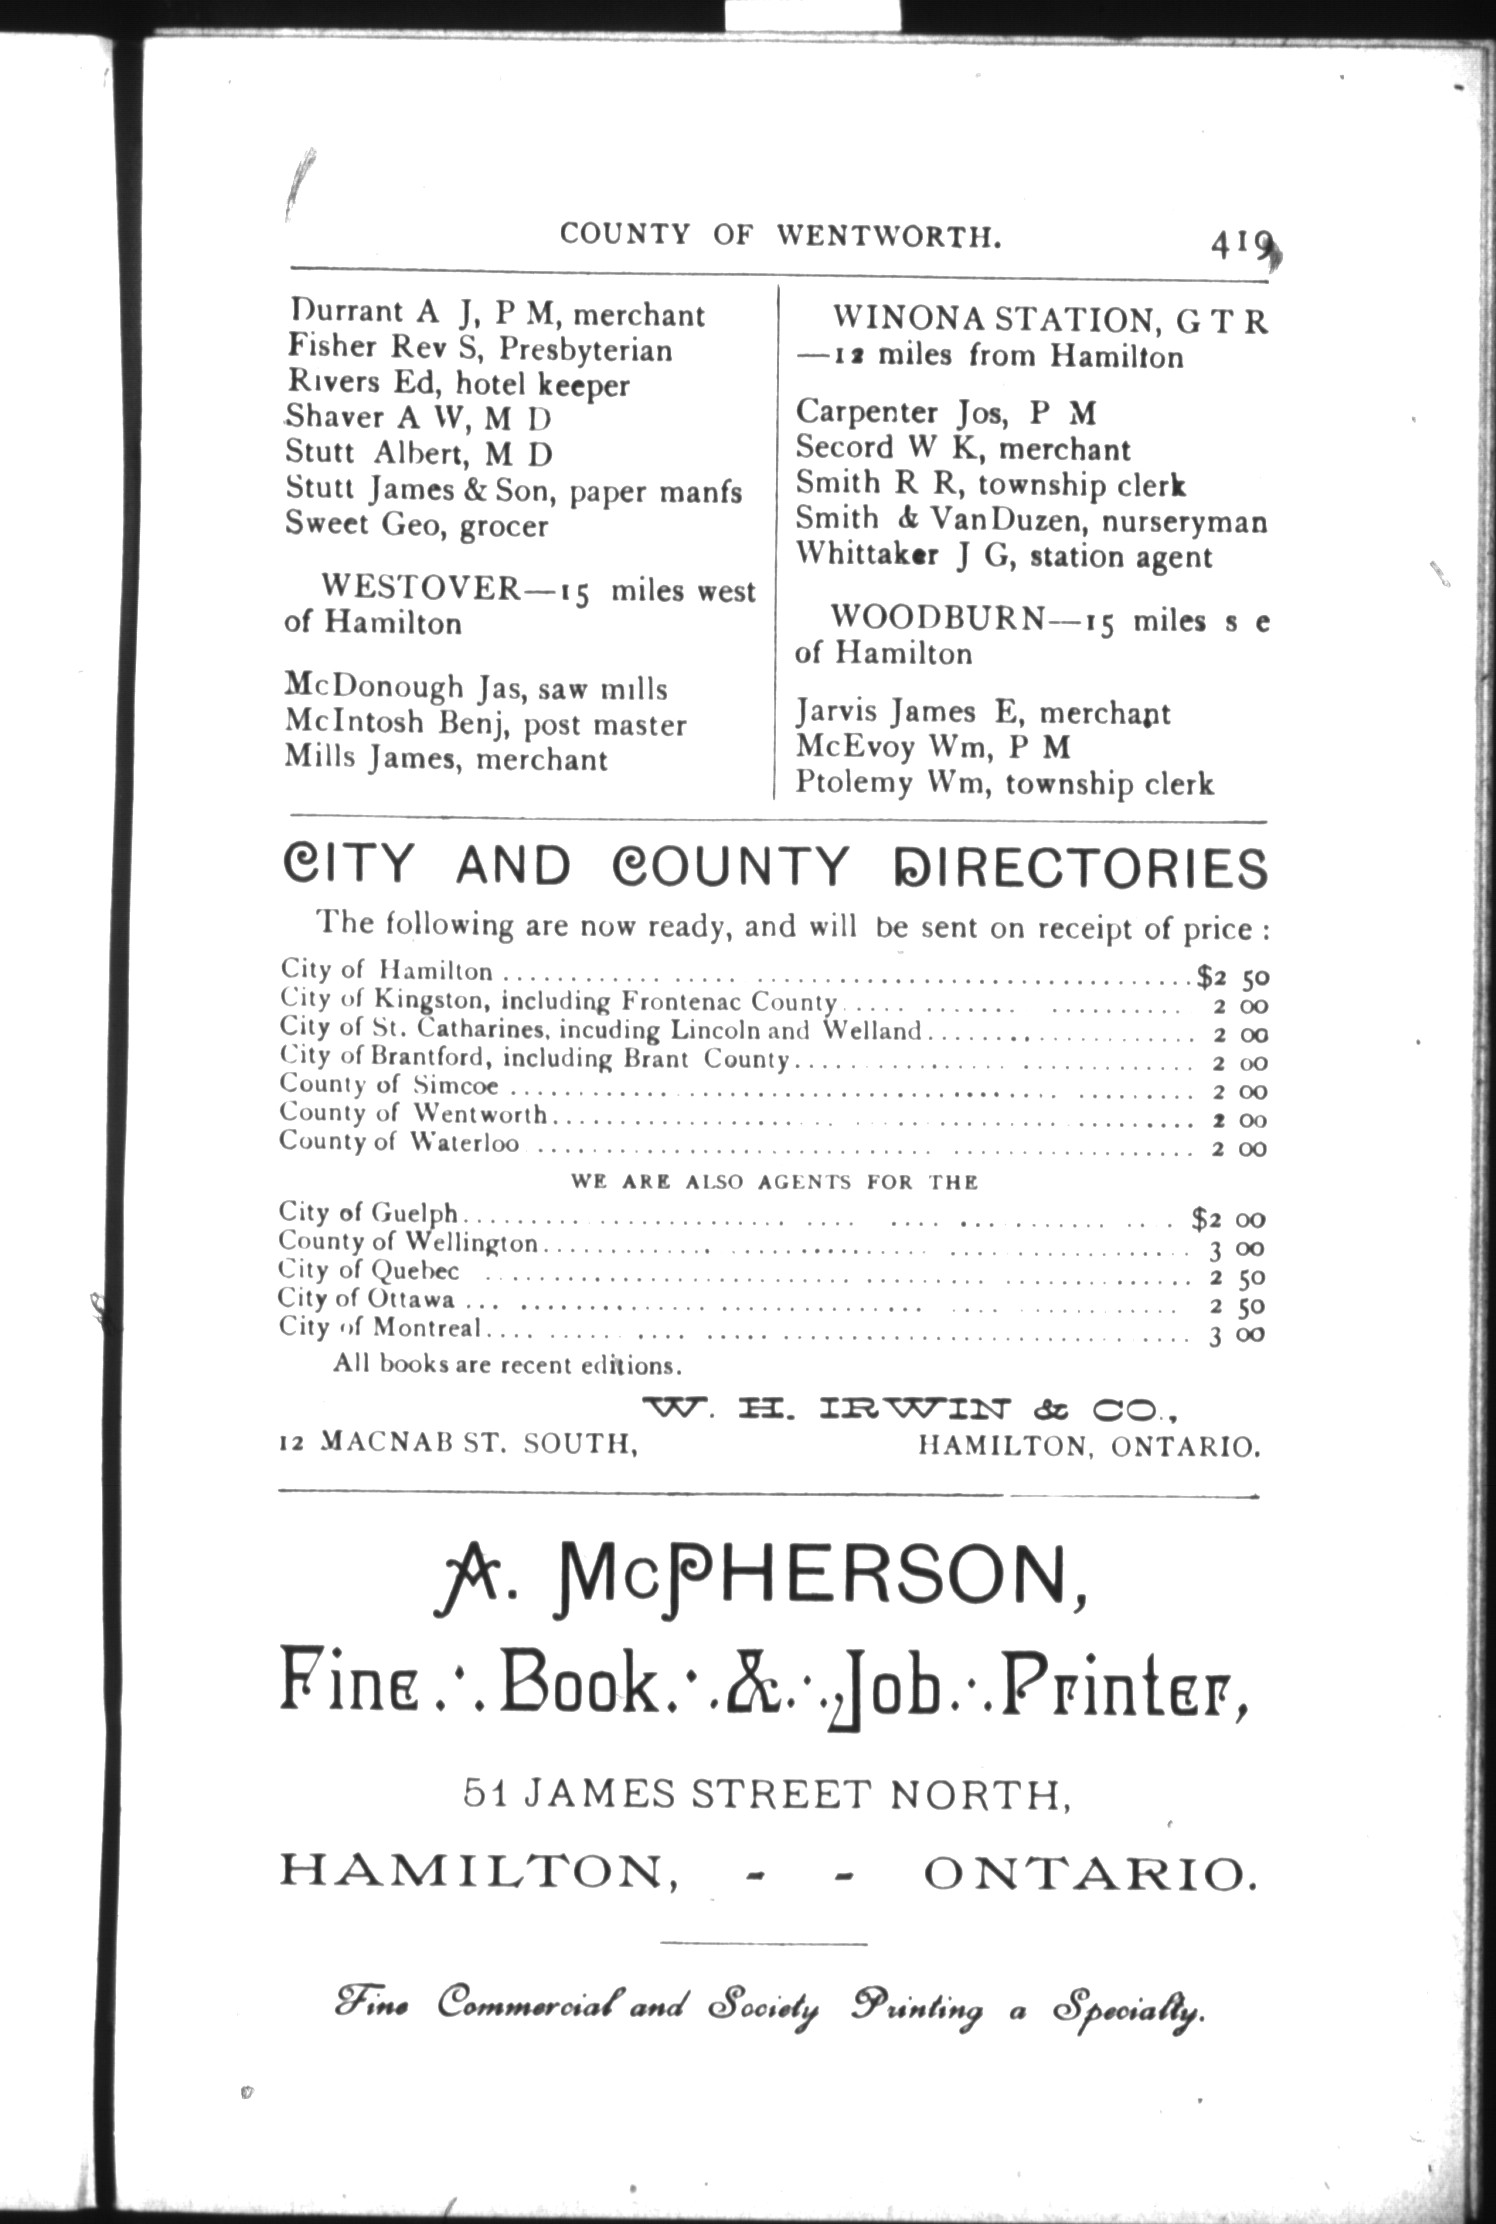 COUNTY OF WENTWORTH. 419
Durrant A J, P M, merchant
Fisher Rev S, Presbyterian
Rivers Ed, hotel keeper
Shaver A W, M D
Stutt Albert, M D
Stutt James & Son, paper manfs
Sweet Geo, grocer
WESTOVER—15 miles west
of Hamilton
McDonough Jas, saw mills
McIntosh Benj, post master
Mills James, merchant
WINONA STATION, G T R
—12 miles from Hamilton
Carpenter Jos, P M
Secord W K, merchant
Smith R R, township clerk
Smith & VanDuzen, nurseryman
Whittaker J G, station agent
WOODBURN—15 miles s e
of Hamilton
Jarvis James E, merchant
McEvoy Wm, P M
Ptolemy Wm, township clerk
CITY AND COUNTY DIRECTORIES
The following are now ready, and will be sent on receipt of price :
City of Hamilton ........................................ $2 50
City of Kingston, including Frontenac County ........................ 2 00
City of St. Catharines, incuding Lincoln and Welland ........................ 2 00
City of Brantford, including Brant County ........................ 2 00
County of Simcoe ........................................ 2 00
County of Wentworth ........................................ 2 00
County of Waterloo ........................................ 2 00
WE ARE ALSO AGENTS FOR THE
City of Guelph ........................................ $2 00
County of Wellington ........................................ 3 00
City of Quebec ........................................ 2 50
City of Ottawa ........................................ 2 50
City of Montreal ........................................ 3 00
All books are recent editions.
W. H. IRWIN & CO.,
12 MACNAB ST. SOUTH, HAMILTON, ONTARIO.
A. McPHERSON,
Fine ∴ Book ∴ & ∴ Job ∴ Printer,
51 JAMES STREET NORTH,
HAMILTON, - - ONTARIO.
Fine Commercial and Society Printing a Specialty.